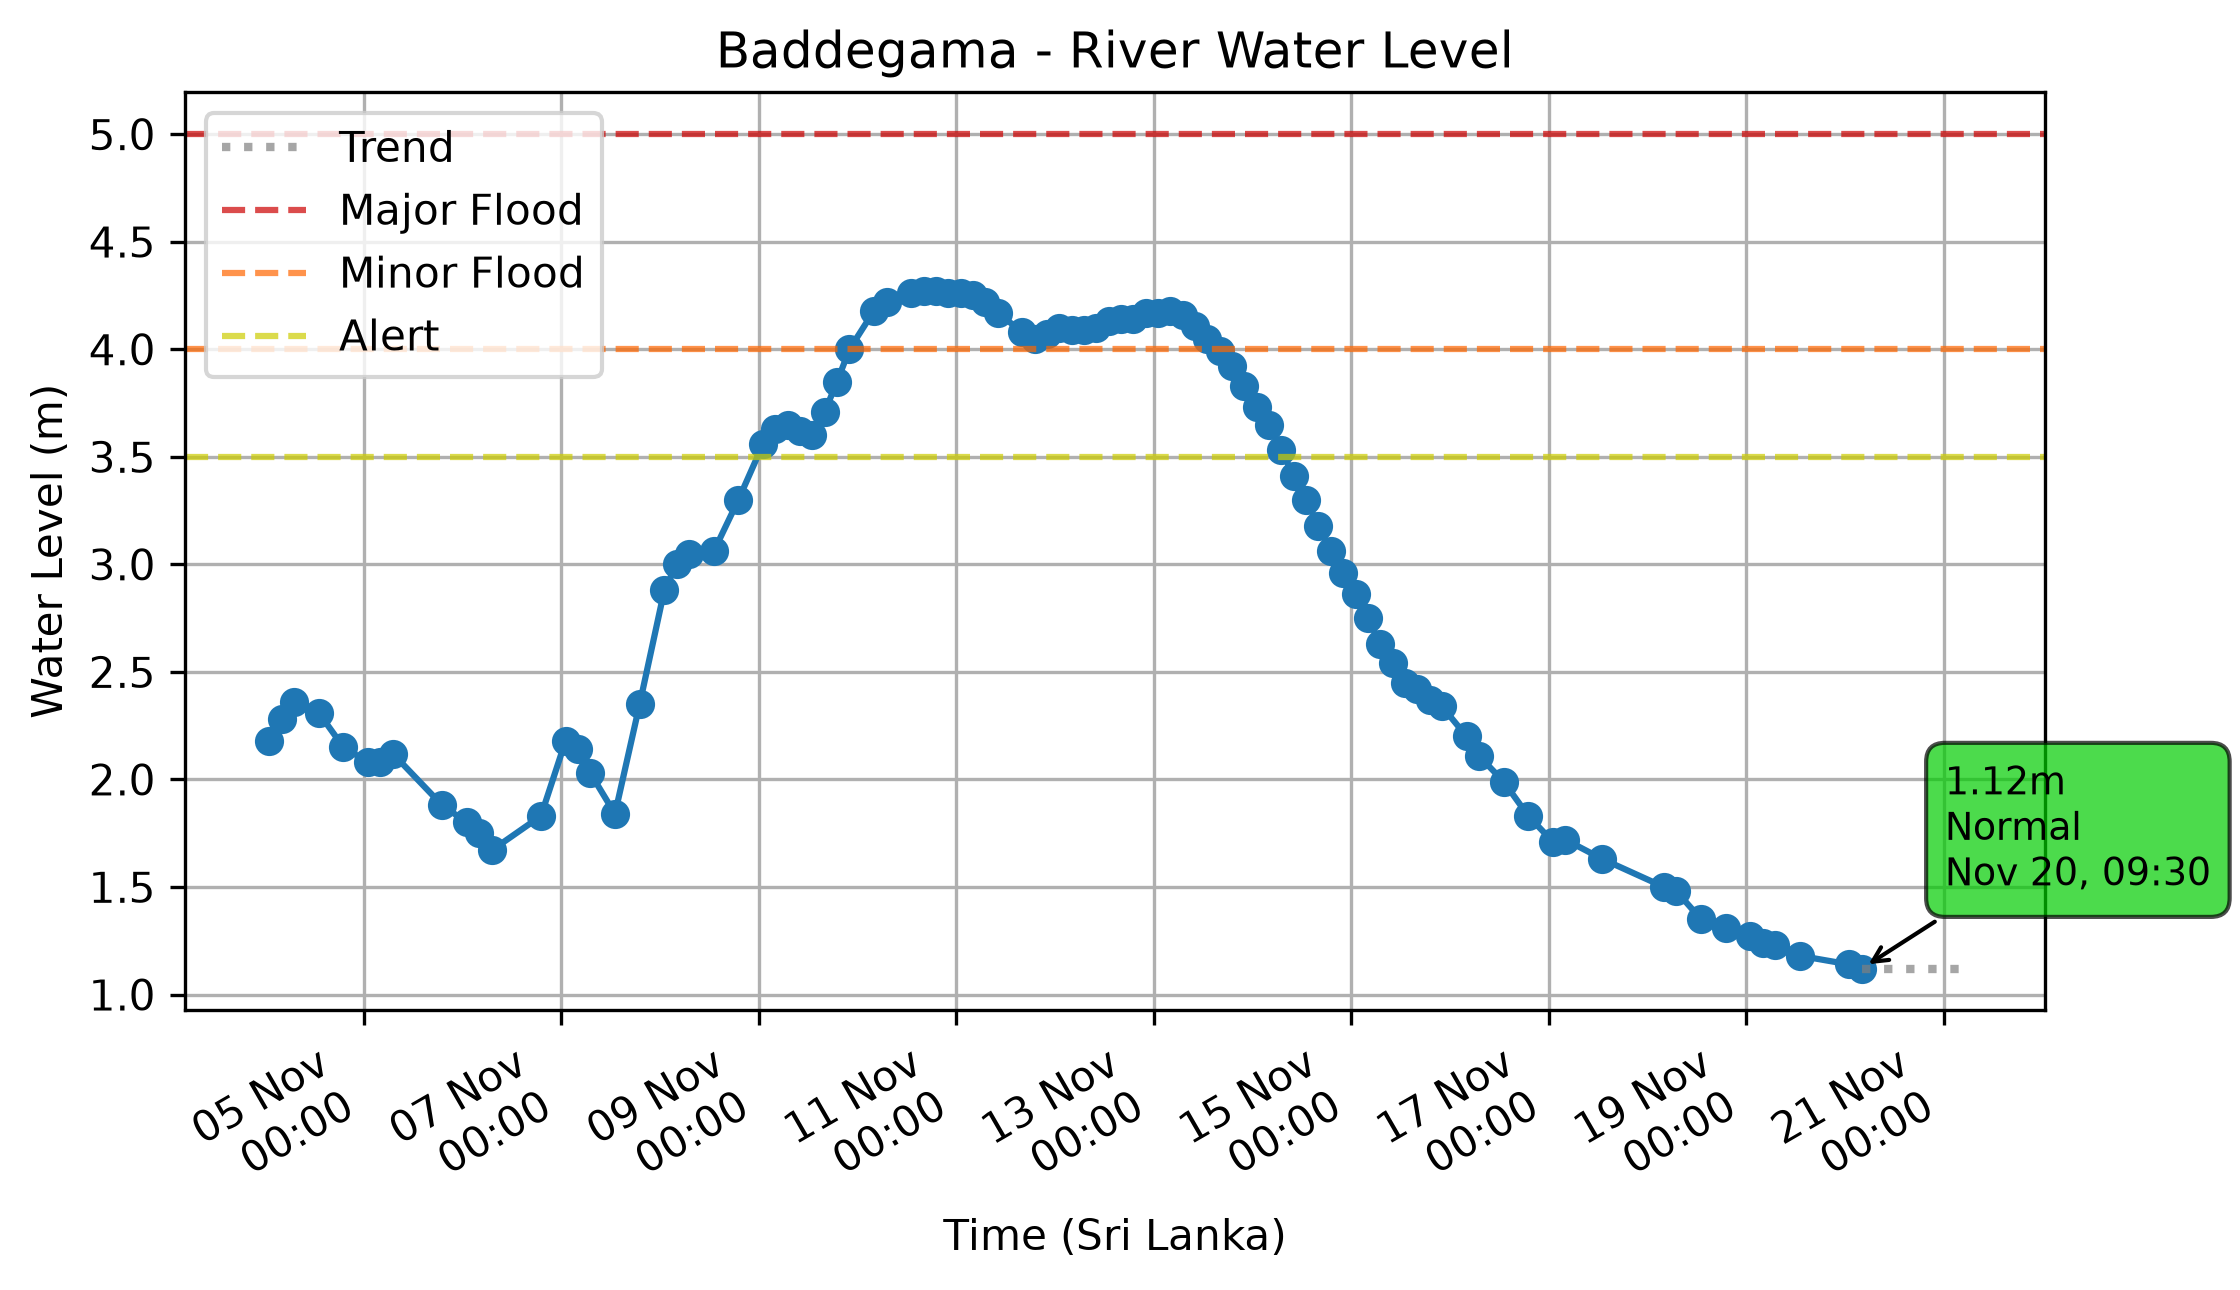 Baddegama - River Water Level
Trend
Major Flood
Minor Flood
Alert
5.0
4.5
4.0
3.5
3.0
2.5
2.0
1.5
1.0
Water Level (m)
1.12m
Normal
Nov 20, 09:30
05 Nov
00:00
07 Nov
00:00
09 Nov
00:00
11 Nov
00:00
13 Nov
00:00
15 Nov
00:00
17 Nov
00:00
19 Nov
00:00
21 Nov
00:00
Time (Sri Lanka)